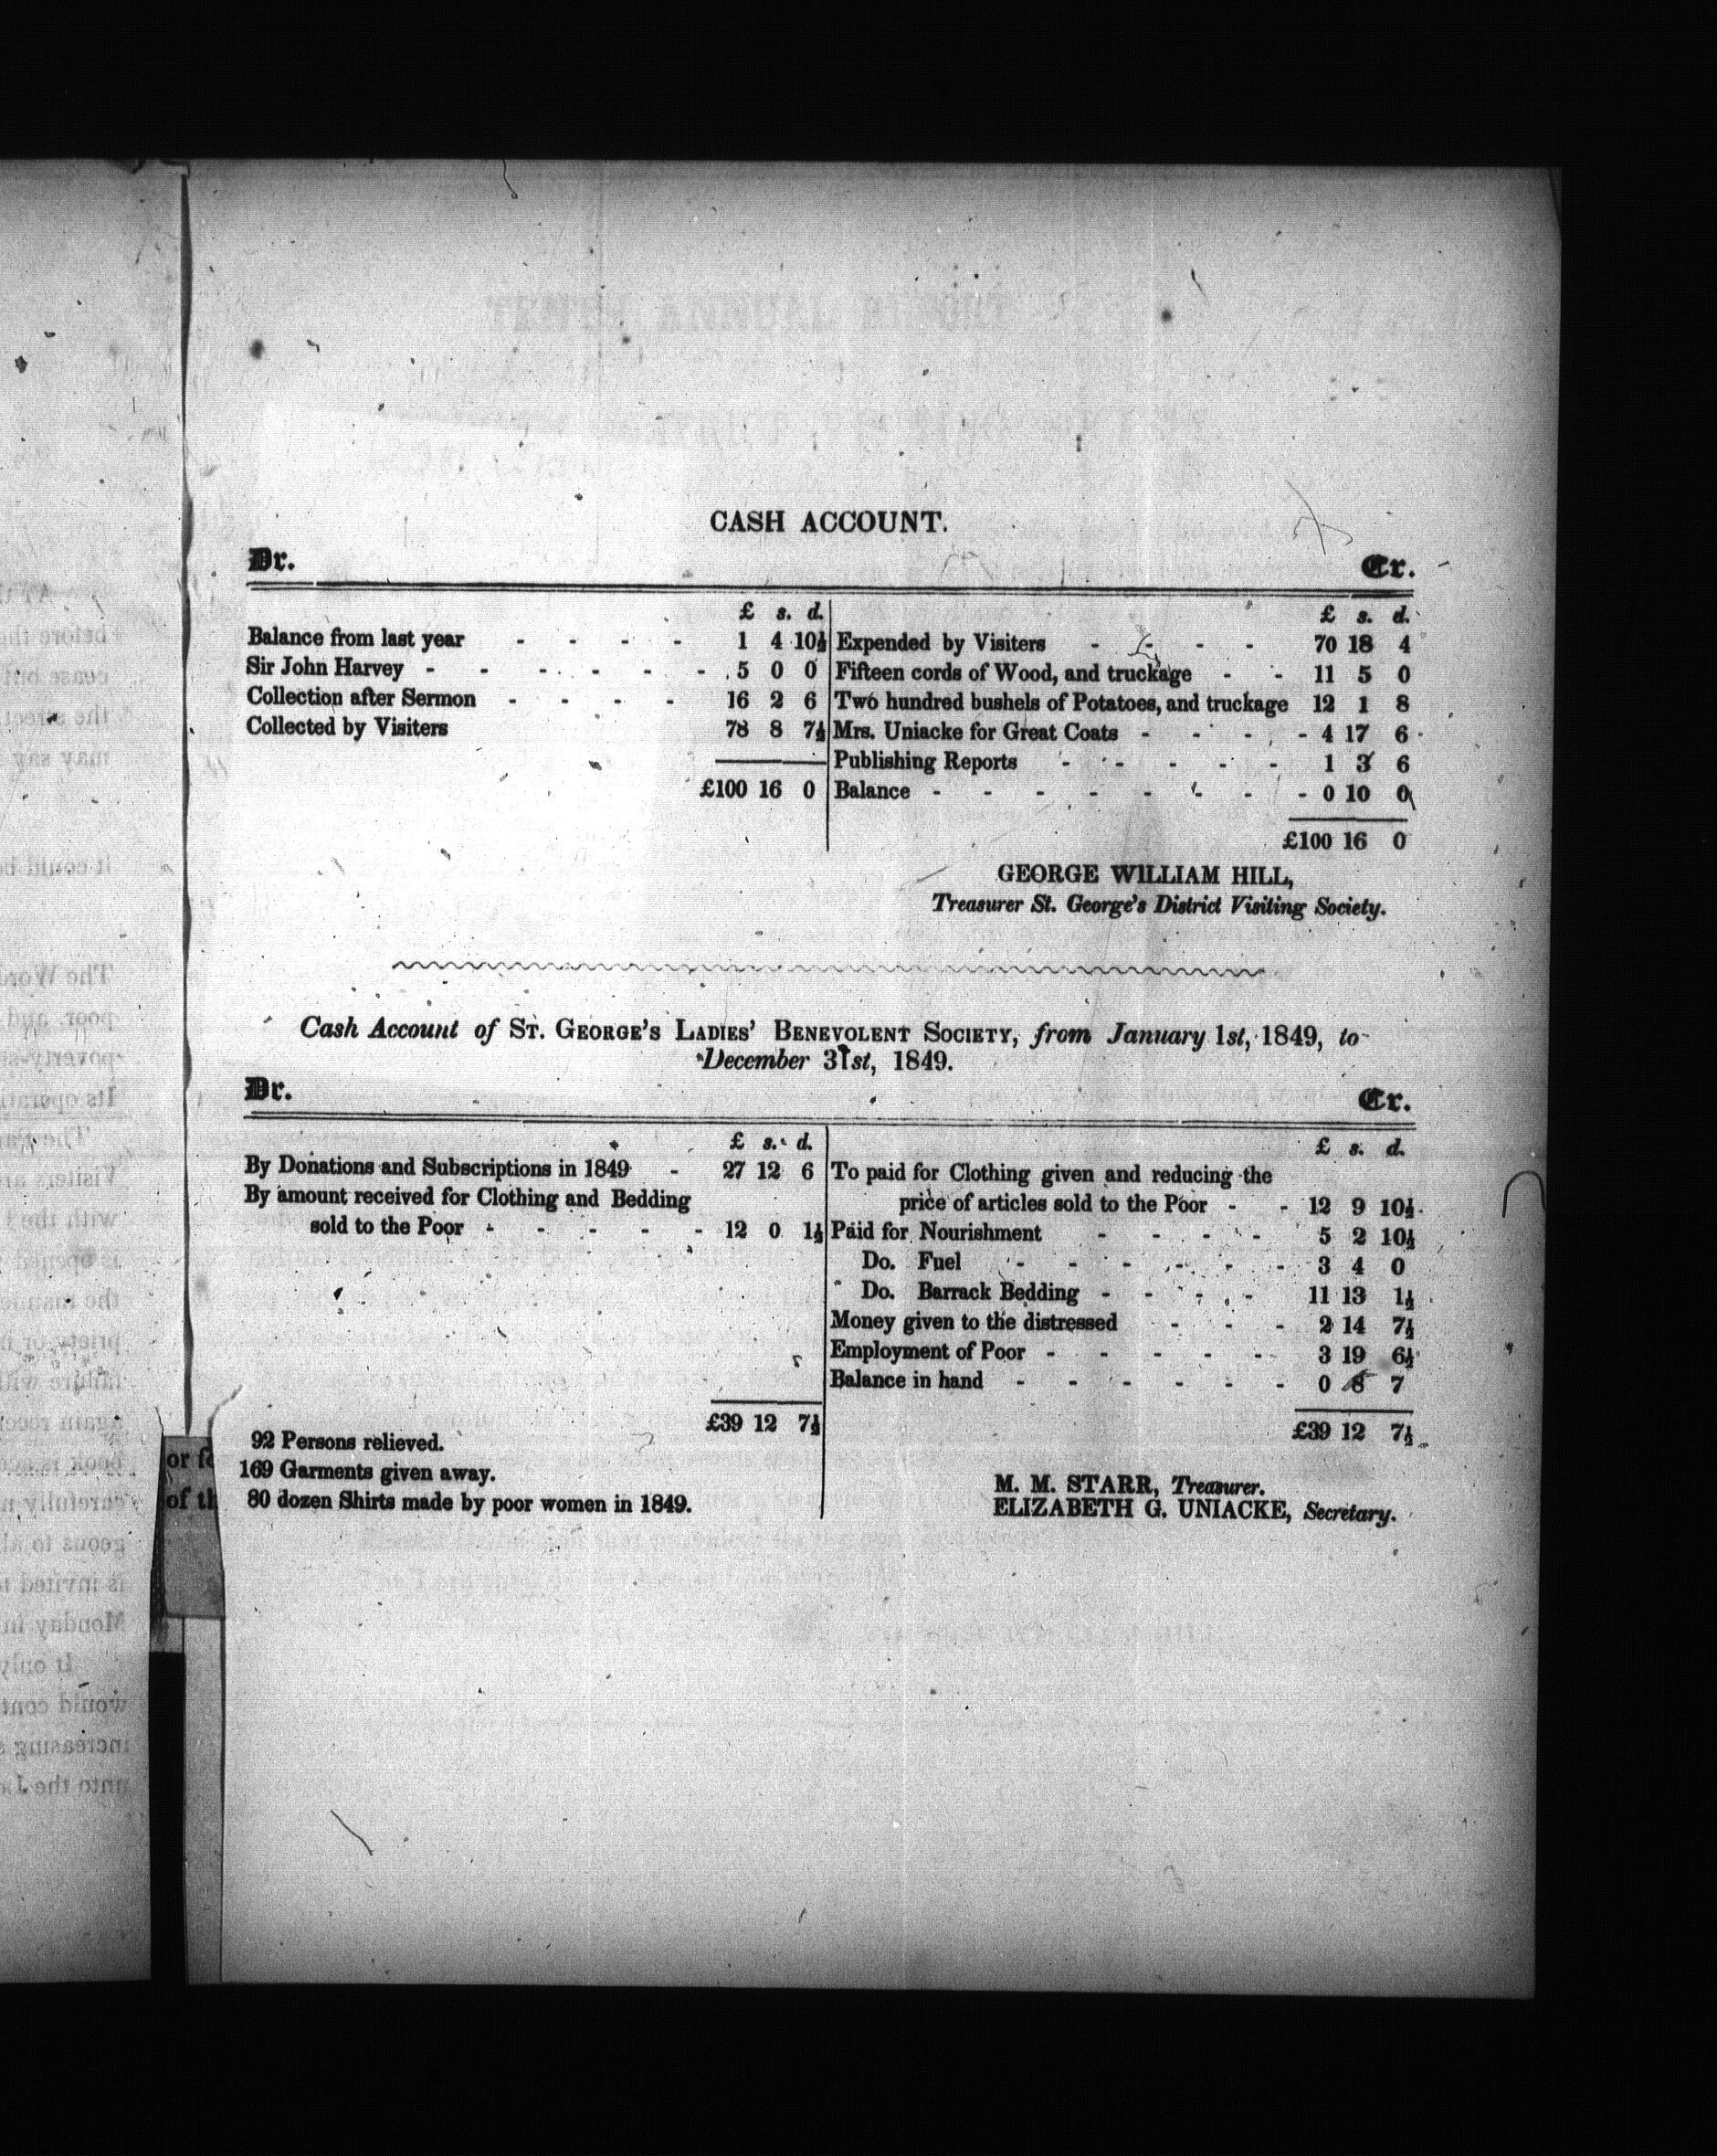 CASH ACCOUNT.
Dr. Cr.
£ s. d.
Balance from last year - - - - 1 4 10½
Sir John Harvey - - - - - - 5 0 0
Collection after Sermon - - - - 16 2 6
Collected by Visiters 78 8 7½
£100 16 0
£ s. d.
Expended by Visiters - - - - 70 18 4
Fifteen cords of Wood, and truckage - - 11 5 0
Two hundred bushels of Potatoes, and truckage 12 1 8
Mrs. Uniacke for Great Coats - - - - 4 17 6
Publishing Reports - - - - - 1 3 6
Balance - - - - - - - - 0 10 0
£100 16 0
GEORGE WILLIAM HILL,
Treasurer St. George's District Visiting Society.
Cash Account of ST. GEORGE'S LADIES' BENEVOLENT SOCIETY, from January 1st, 1849, to
December 31st, 1849.
Dr. Cr.
£ s. d.
By Donations and Subscriptions in 1849 - 27 12 6
By amount received for Clothing and Bedding
sold to the Poor - - - - - 12 0 1½
£39 12 7½
92 Persons relieved.
169 Garments given away.
80 dozen Shirts made by poor women in 1849.
£ s. d.
To paid for Clothing given and reducing the
price of articles sold to the Poor - - 12 9 10½
Paid for Nourishment - - - - 5 2 10½
Do. Fuel - - - - - - 3 4 0
Do. Barrack Bedding - - - - 11 13 1½
Money given to the distressed - - - 2 14 7½
Employment of Poor - - - - - 3 19 6½
Balance in hand - - - - - - 0 8 7
£39 12 7½
M. M. STARR, Treasurer.
ELIZABETH G. UNIACKE, Secretary.